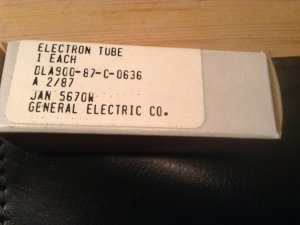 ELECTRON TUBE
1 EACH
DLA900-87-C-0636
A 2/87
JAN 5670W
GENERAL ELECTRIC CO.